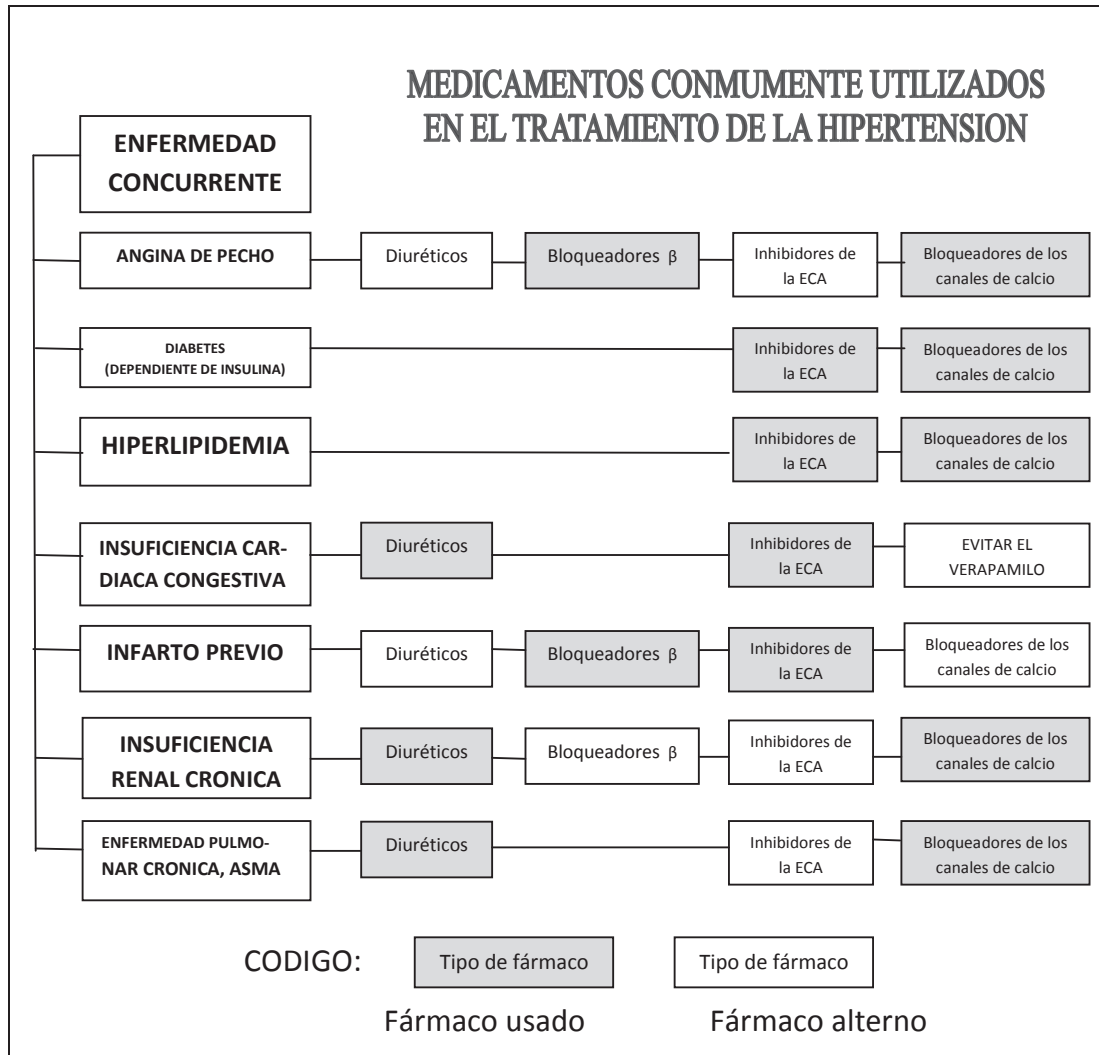 MEDICAMENTOS CONMUMENTE UTILIZADOS
EN EL TRATAMIENTO DE LA HIPERTENSION
ENFERMEDAD
CONCURRENTE
ANGINA DE PECHO
Diuréticos
Bloqueadores β
Inhibidores de
la ECA
Bloqueadores de los
canales de calcio
DIABETES
(DEPENDIENTE DE INSULINA)
Inhibidores de
la ECA
Bloqueadores de los
canales de calcio
HIPERLIPIDEMIA
Inhibidores de
la ECA
Bloqueadores de los
canales de calcio
INSUFICIENCIA CAR-
DIACA CONGESTIVA
Diuréticos
Inhibidores de
la ECA
EVITAR EL
VERAPAMILO
INFARTO PREVIO
Diuréticos
Bloqueadores β
Inhibidores de
la ECA
Bloqueadores de los
canales de calcio
INSUFICIENCIA
RENAL CRONICA
Diuréticos
Bloqueadores β
Inhibidores de
la ECA
Bloqueadores de los
canales de calcio
ENFERMEDAD PULMO-
NAR CRONICA, ASMA
Diuréticos
Inhibidores de
la ECA
Bloqueadores de los
canales de calcio
CODIGO:
Tipo de fármaco
Tipo de fármaco
Fármaco usado
Fármaco alterno